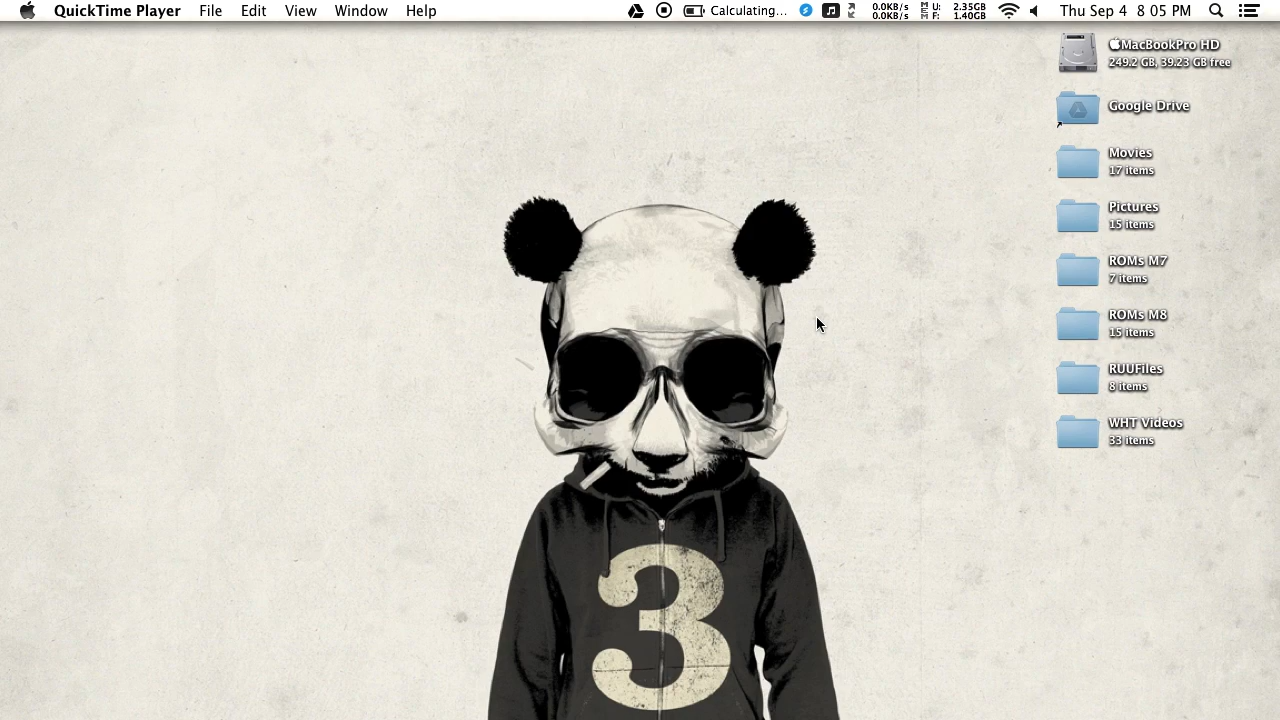 QuickTime Player File Edit View Window Help
Calculating... 0.0KB/s 0.0KB/s U: 2.35GB F: 1.40GB Thu Sep 4 8 05 PM
MacBookPro HD
249.2 GB, 39.23 GB free
Google Drive
Movies
17 items
Pictures
15 items
ROMs M7
7 items
ROMs M8
15 items
RUUFiles
8 items
WHT Videos
33 items
3